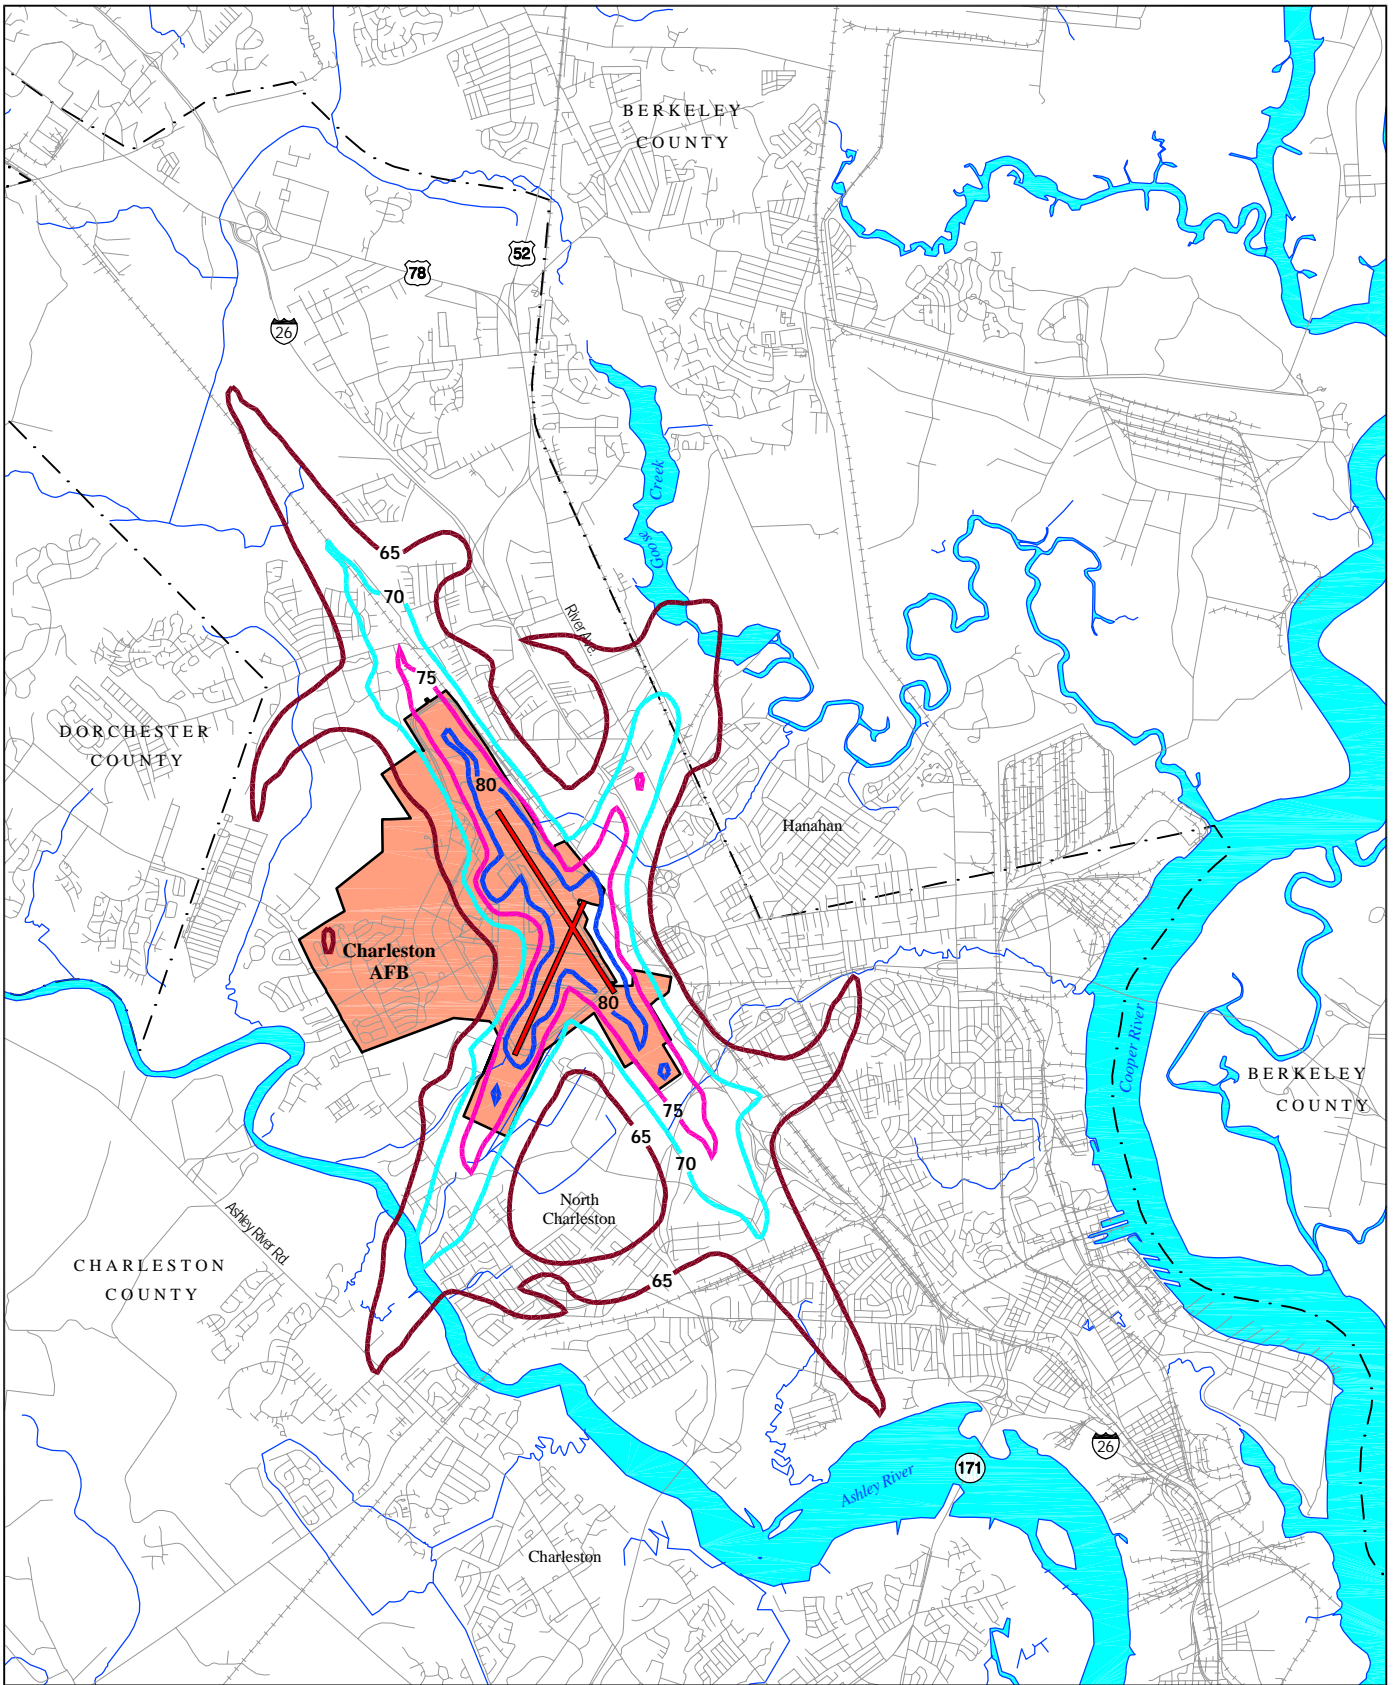 BERKELEY
COUNTY
52
78
26
Goose Creek
65
70
River Ave.
75
DORCHESTER
COUNTY
80
Hanahan
Charleston
AFB
80
Cooper River
BERKELEY
COUNTY
75
65
70
North
Charleston
Ashley River Rd
CHARLESTON
COUNTY
65
26
171
Ashley River
Charleston